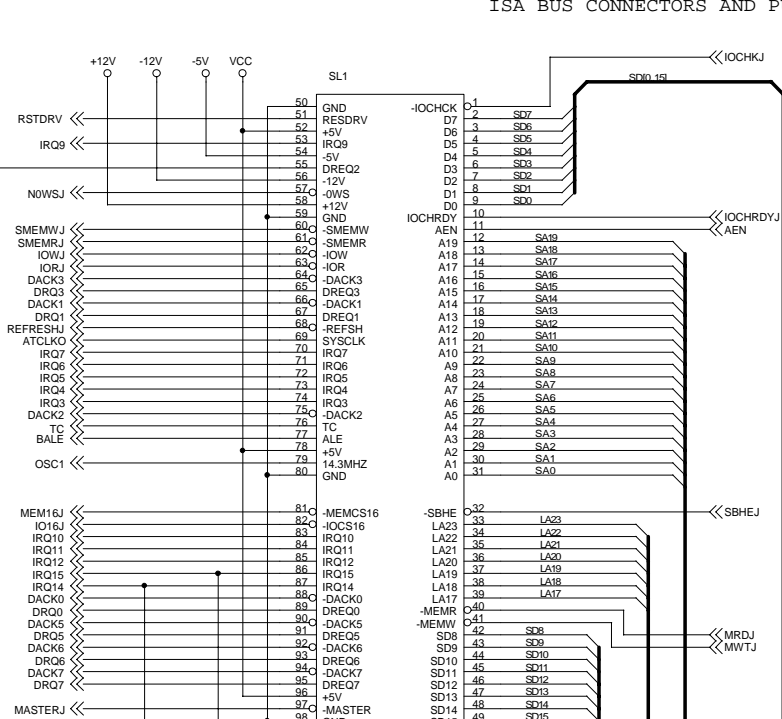 ISA BUS CONNECTORS AND P
+12V -12V -5V VCC
SL1
IOCHKJ
SD[0..15]
50 GND -IOCHCK 1
RSTDRV 51 RESDRV D7 2 SD7
52 +5V D6 3 SD6
IRQ9 53 IRQ9 D5 4 SD5
54 -5V D4 5 SD4
55 DREQ2 D3 6 SD3
56 -12V D2 7 SD2
N0WSJ 57 -0WS D1 8 SD1
58 +12V D0 9 SD0
59 GND IOCHRDY 10 IOCHRDYJ
SMEMWJ 60 -SMEMW AEN 11 AEN
SMEMRJ 61 -SMEMR A19 12 SA19
IOWJ 62 -IOW A18 13 SA18
IORJ 63 -IOR A17 14 SA17
DACK3 64 -DACK3 A16 15 SA16
DRQ3 65 DREQ3 A15 16 SA15
DACK1 66 -DACK1 A14 17 SA14
DRQ1 67 DREQ1 A13 18 SA13
REFRESHJ 68 -REFSH A12 19 SA12
ATCLKO 69 SYSCLK A11 20 SA11
IRQ7 70 IRQ7 A10 21 SA10
IRQ6 71 IRQ6 A9 22 SA9
IRQ5 72 IRQ5 A8 23 SA8
IRQ4 73 IRQ4 A7 24 SA7
IRQ3 74 IRQ3 A6 25 SA6
DACK2 75 -DACK2 A5 26 SA5
TC 76 TC A4 27 SA4
BALE 77 ALE A3 28 SA3
78 +5V A2 29 SA2
OSC1 79 14.3MHZ A1 30 SA1
80 GND A0 31 SA0
MEM16J 81 -MEMCS16 -SBHE 32 SBHEJ
IO16J 82 -IOCS16 LA23 33 LA23
IRQ10 83 IRQ10 LA22 34 LA22
IRQ11 84 IRQ11 LA21 35 LA21
IRQ12 85 IRQ12 LA20 36 LA20
IRQ15 86 IRQ15 LA19 37 LA19
IRQ14 87 IRQ14 LA18 38 LA18
DACK0 88 -DACK0 LA17 39 LA17
DRQ0 89 DREQ0 -MEMR 40 MRDJ
DACK5 90 -DACK5 -MEMW 41 MWTJ
DRQ5 91 DREQ5 SD8 42 SD8
DACK6 92 -DACK6 SD9 43 SD9
DRQ6 93 DREQ6 SD10 44 SD10
DACK7 94 -DACK7 SD11 45 SD11
DRQ7 95 DREQ7 SD12 46 SD12
96 +5V SD13 47 SD13
MASTERJ 97 -MASTER SD14 48 SD14
98 GND SD15 49 SD15